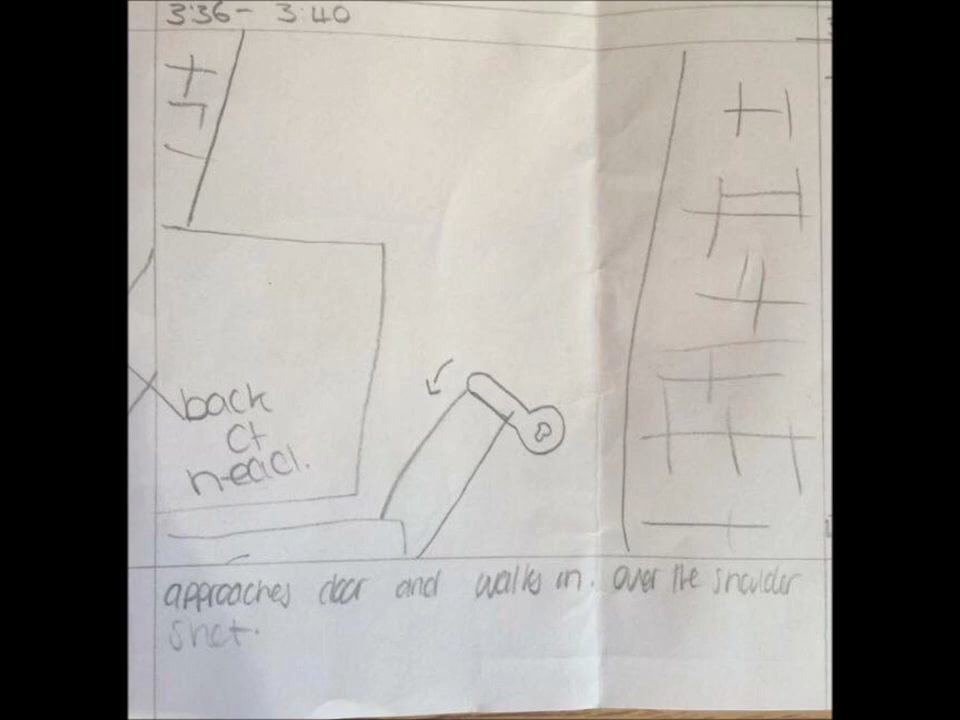 3:36- 3:40
back
of
head.
approaches door and walks in. over the shoulder
shot.